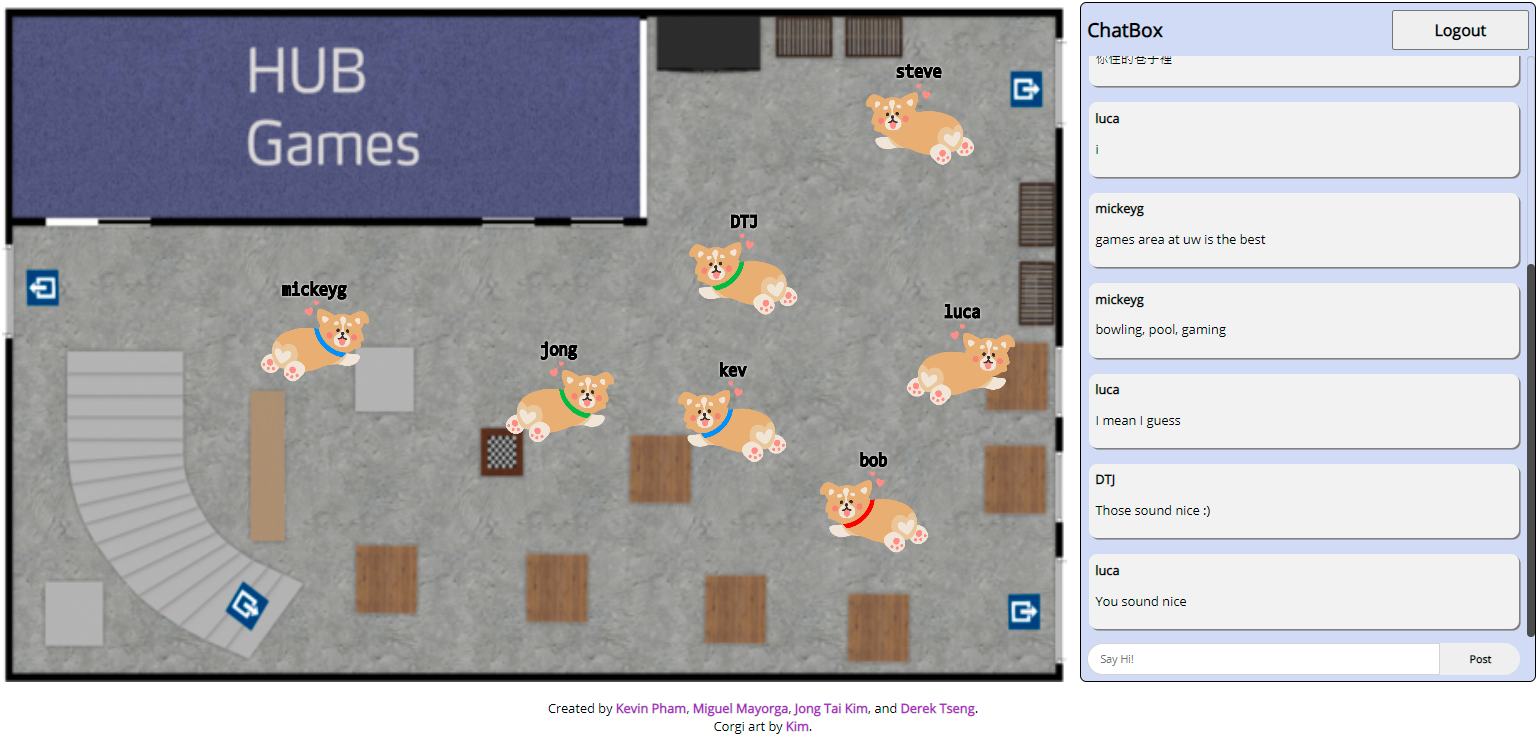 HUB
Games
steve
DTJ
mickeyg
luca
jong
kev
bob
ChatBox
Logout
luca
i
mickeyg
games area at uw is the best
mickeyg
bowling, pool, gaming
luca
I mean I guess
DTJ
Those sound nice :)
luca
You sound nice
Say Hi!
Post
Created by Kevin Pham, Miguel Mayorga, Jong Tai Kim, and Derek Tseng.
Corgi art by Kim.